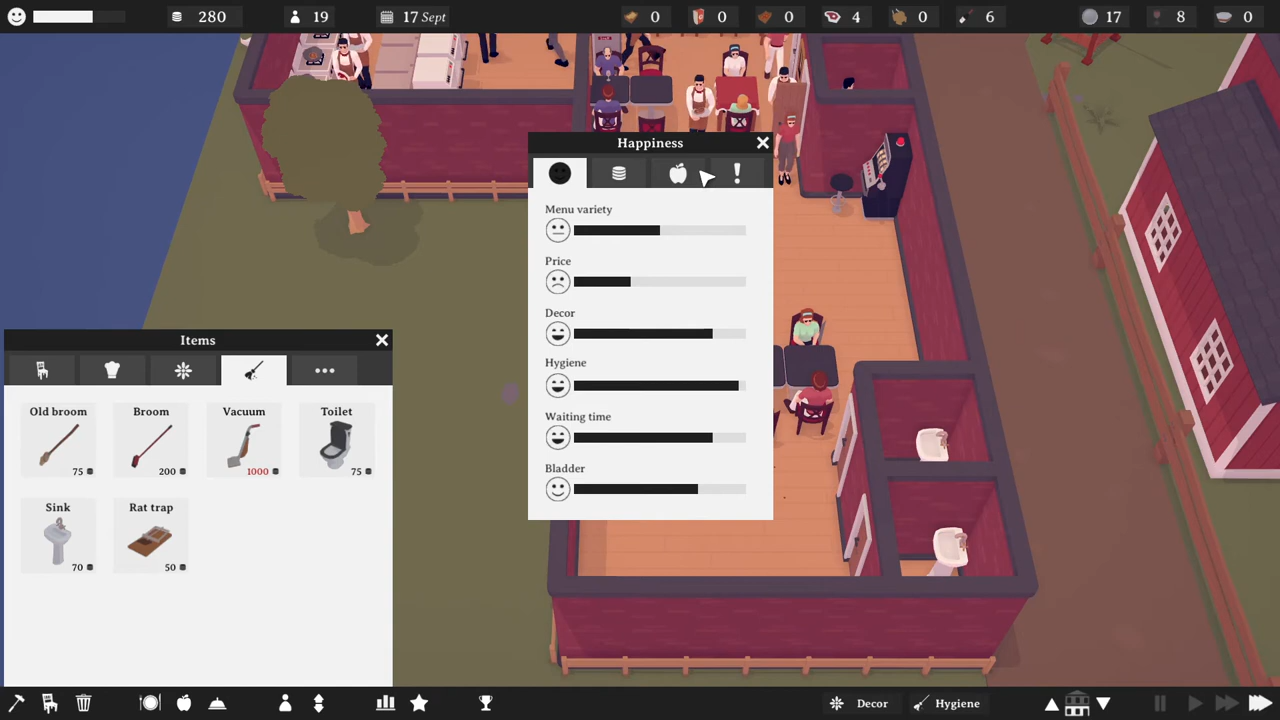 280
19
17 Sept
0
0
0
4
0
6
17
8
0
Happiness
Menu variety
Price
Decor
Hygiene
Waiting time
Bladder
Items
Old broom
Broom
Vacuum
Toilet
75
200
1000
75
Sink
Rat trap
70
50
Decor
Hygiene